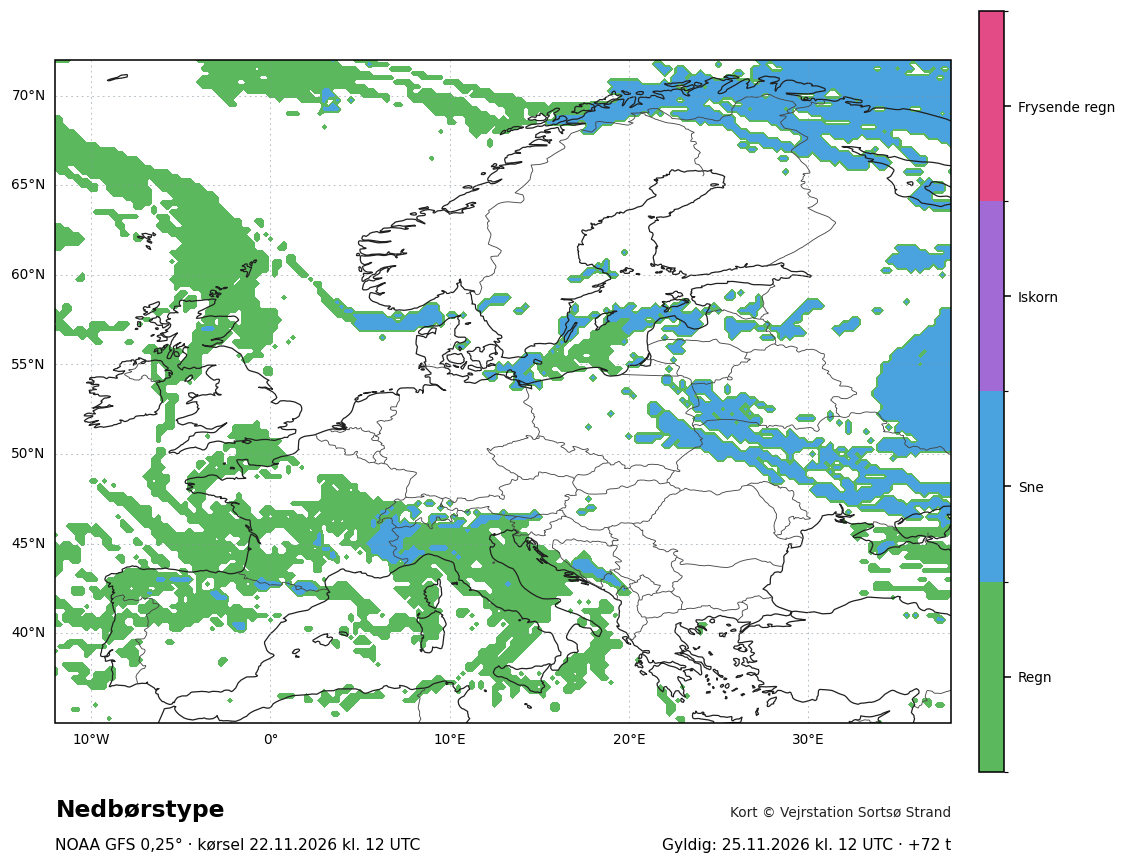 70°N
65°N
60°N
55°N
50°N
45°N
40°N
10°W
0°
10°E
20°E
30°E
Frysende regn
Iskorn
Sne
Regn
Nedbørstype
Kort © Vejrstation Sortsø Strand
NOAA GFS 0,25° · kørsel 22.11.2026 kl. 12 UTC
Gyldig: 25.11.2026 kl. 12 UTC · +72 t